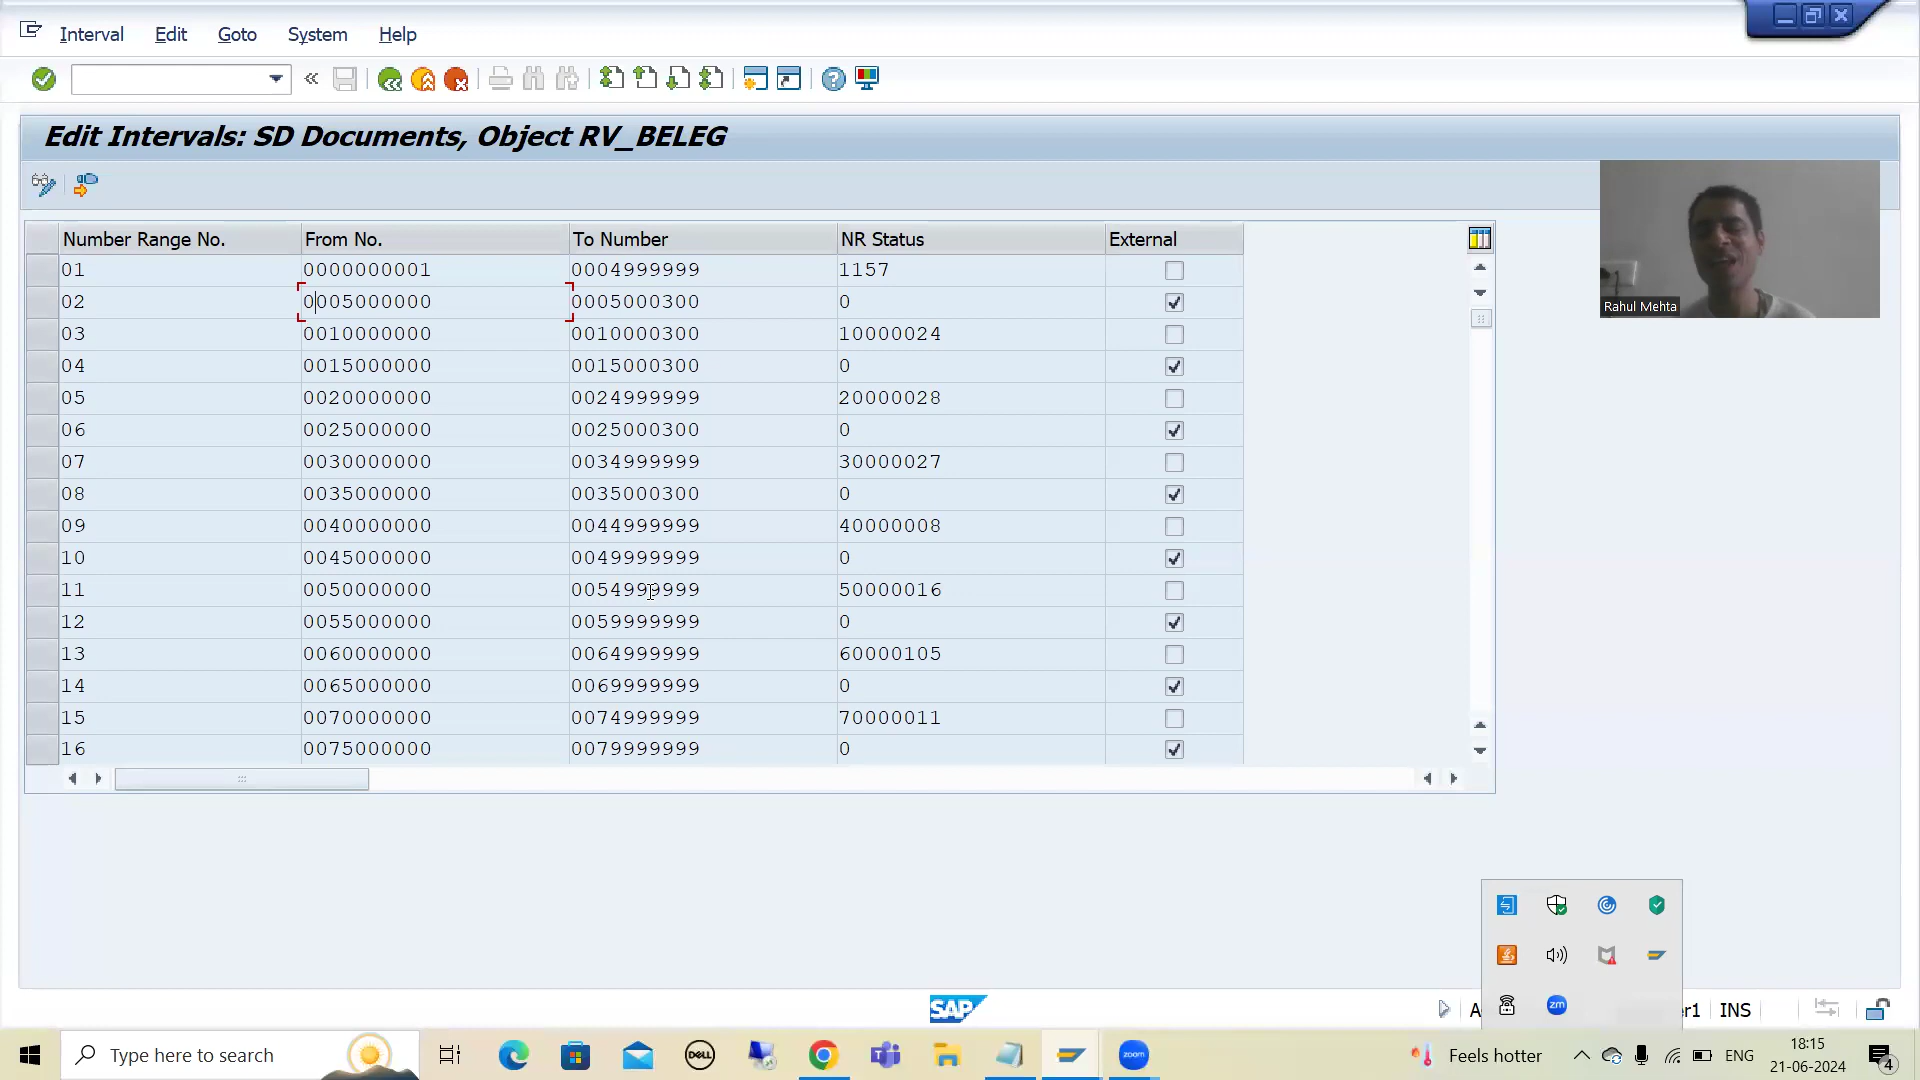 Interval Edit Goto System Help
Edit Intervals: SD Documents, Object RV_BELEG
Number Range No. From No. To Number NR Status External
01 0000000001 0004999999 1157
02 0005000000 0005000300 0
03 0010000000 0010000300 10000024
04 0015000000 0015000300 0
05 0020000000 0024999999 20000028
06 0025000000 0025000300 0
07 0030000000 0034999999 30000027
08 0035000000 0035000300 0
09 0040000000 0044999999 40000008
10 0045000000 0049999999 0
11 0050000000 0054999999 50000016
12 0055000000 0059999999 0
13 0060000000 0064999999 60000105
14 0065000000 0069999999 0
15 0070000000 0074999999 70000011
16 0075000000 0079999999 0
Rahul Mehta
zm
SAP
INS
Type here to search
DELL
zoom
Feels hotter
ENG
18:15
21-06-2024
4